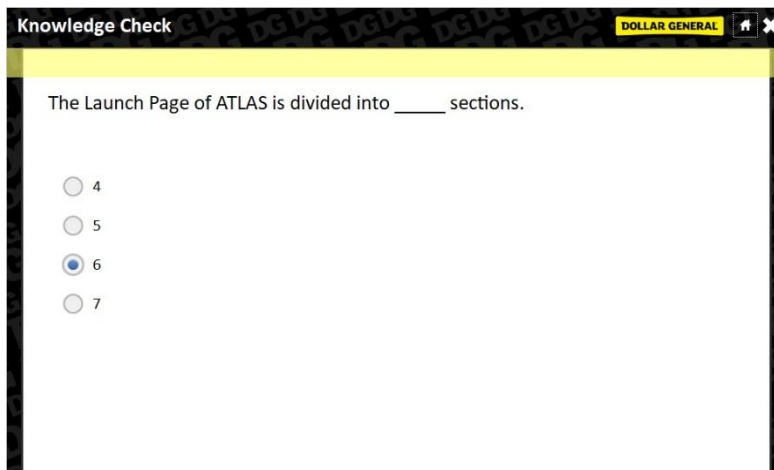 Knowledge Check
DOLLAR GENERAL
The Launch Page of ATLAS is divided into _____ sections.
4
5
6
7